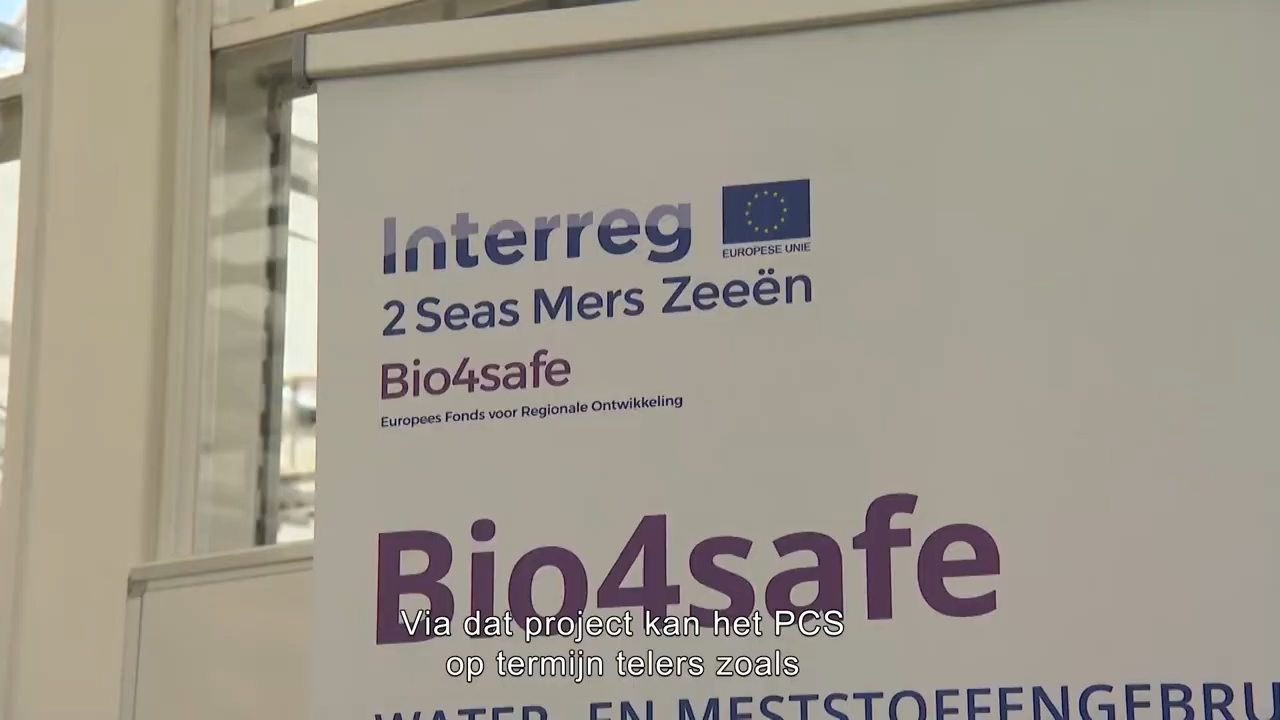 Interreg
EUROPESE UNIE
2 Seas Mers Zeeën
Bio4safe
Europees Fonds voor Regionale Ontwikkeling
Bio4safe
Via dat project kan het PCS
op termijn telers zoals
WATER- EN MESTSTOFFENGEBRU